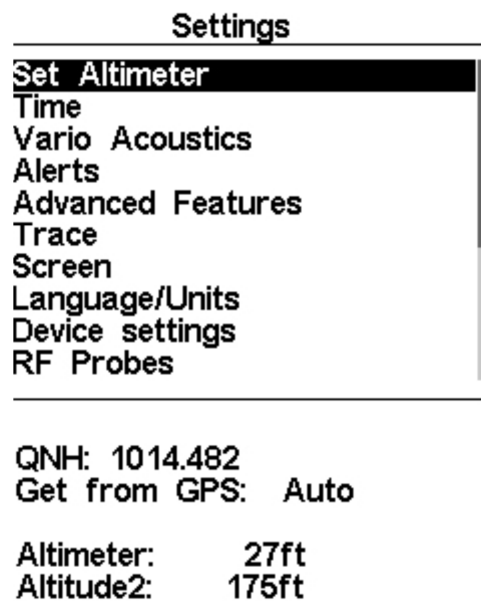 Settings
Set Altimeter
Time
Vario Acoustics
Alerts
Advanced Features
Trace
Screen
Language/Units
Device settings
RF Probes
QNH: 1014.482
Get from GPS: Auto
Altimeter: 27ft
Altitude2: 175ft